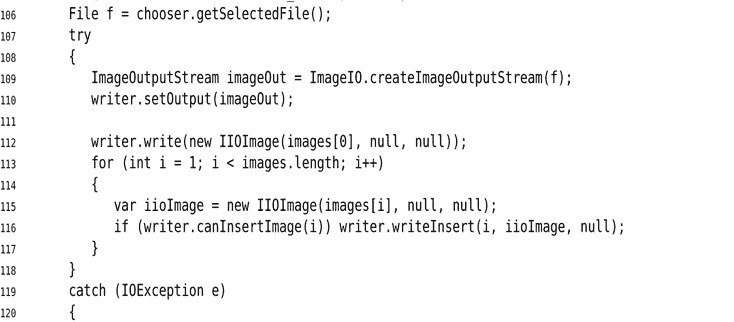 106 File f = chooser.getSelectedFile();
107 try
108 {
109 ImageOutputStream imageOut = ImageIO.createImageOutputStream(f);
110 writer.setOutput(imageOut);
111
112 writer.write(new IIOImage(images[0], null, null));
113 for (int i = 1; i < images.length; i++)
114 {
115 var iioImage = new IIOImage(images[i], null, null);
116 if (writer.canInsertImage(i)) writer.writeInsert(i, iioImage, null);
117 }
118 }
119 catch (IOException e)
120 {